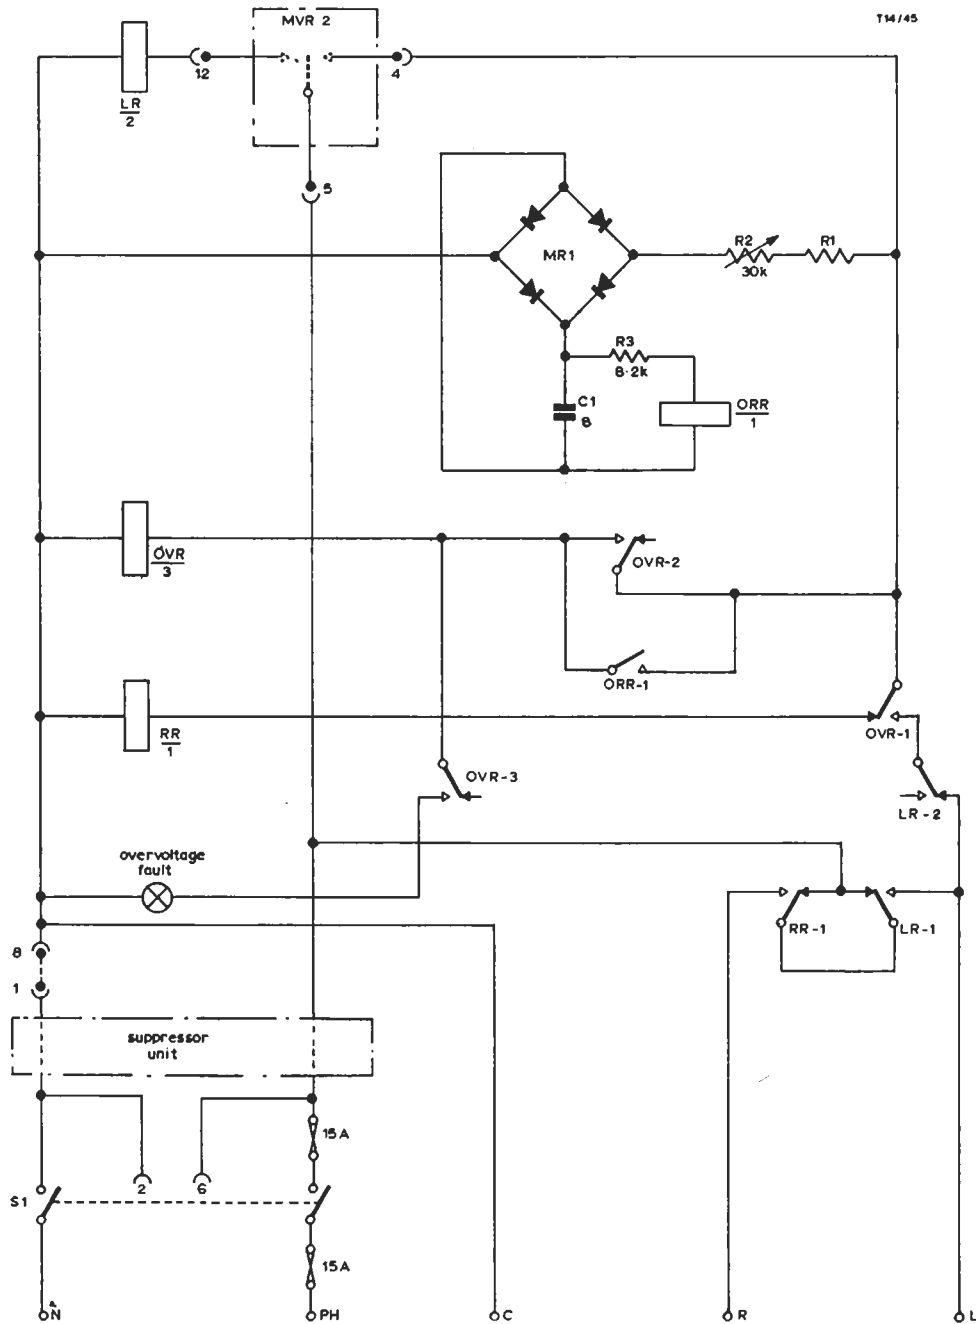 T14/45
MVR 2
12
4
LR
2
5
MR1
R2
30k
R1
R3
8·2k
C1
8
ORR
1
OVR
3
OVR-2
ORR-1
RR
1
OVR-1
OVR-3
LR-2
overvoltage
fault
RR-1
LR-1
8
1
suppressor
unit
15A
2
6
S1
15A
N
PH
C
R
L